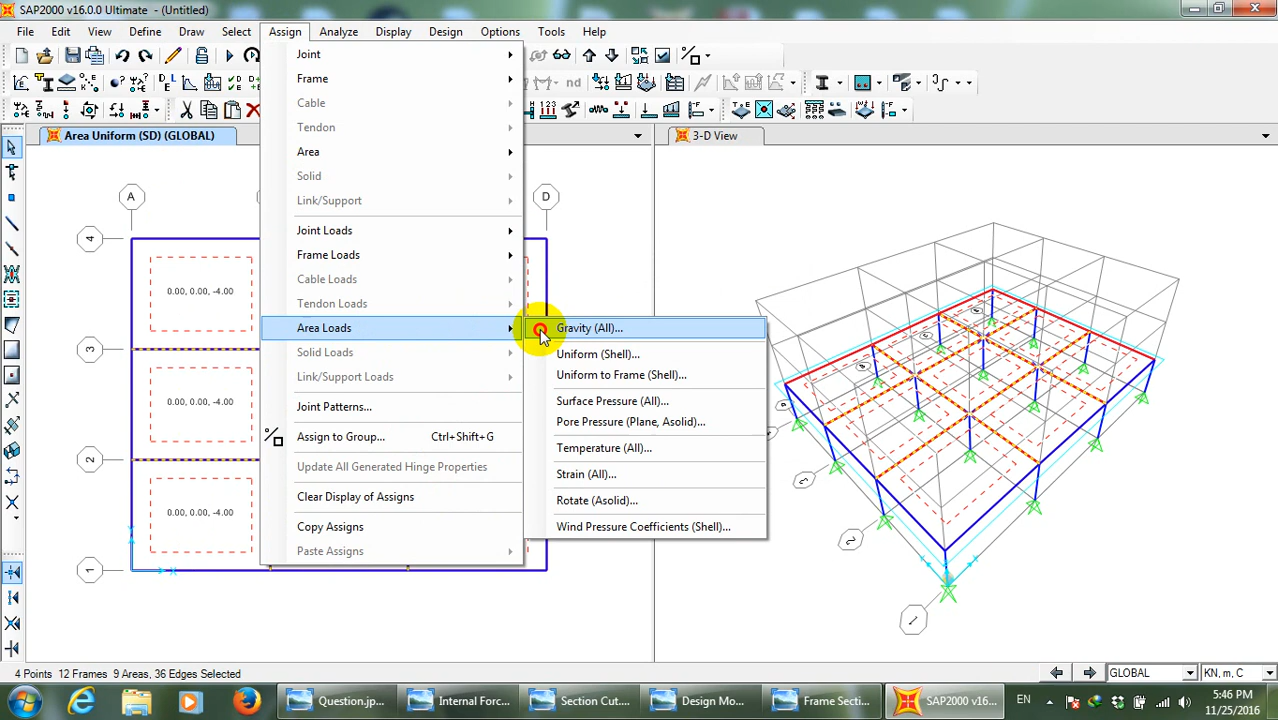 SAP2000 v16.0.0 Ultimate - (Untitled)
File Edit View Define Draw Select Assign Analyze Display Design Options Tools Help
nd
Area Uniform (SD) (GLOBAL)
3-D View
Joint
Frame
Cable
Tendon
Area
Solid
Link/Support
Joint Loads
Frame Loads
Cable Loads
Tendon Loads
Area Loads
Solid Loads
Link/Support Loads
Joint Patterns...
Assign to Group... Ctrl+Shift+G
Update All Generated Hinge Properties
Clear Display of Assigns
Copy Assigns
Paste Assigns
Gravity (All)...
Uniform (Shell)...
Uniform to Frame (Shell)...
Surface Pressure (All)...
Pore Pressure (Plane, Asolid)...
Temperature (All)...
Strain (All)...
Rotate (Asolid)...
Wind Pressure Coefficients (Shell)...
A
D
4
0.00, 0.00, -4.00
3
0.00, 0.00, -4.00
2
0.00, 0.00, -4.00
1
4 Points 12 Frames 9 Areas, 36 Edges Selected
GLOBAL
KN, m, C
Question.jp...
Internal Forc...
Section Cut...
Design Mo...
Frame Secti...
SAP2000 v16...
EN
5:46 PM
11/25/2016